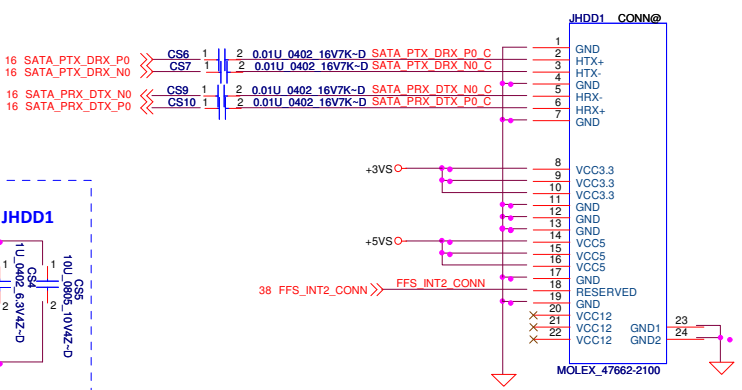 JHDD1 CONN@
16 SATA_PTX_DRX_P0 CS6 1 2 0.01U_0402_16V7K~D SATA_PTX_DRX_P0_C
16 SATA_PTX_DRX_N0 CS7 1 2 0.01U_0402_16V7K~D SATA_PTX_DRX_N0_C
16 SATA_PRX_DTX_N0 CS9 1 2 0.01U_0402_16V7K~D SATA_PRX_DTX_N0_C
16 SATA_PRX_DTX_P0 CS10 1 2 0.01U_0402_16V7K~D SATA_PRX_DTX_P0_C
1 GND
2 HTX+
3 HTX-
4 GND
5 HRX-
6 HRX+
7 GND
+3VS
8 VCC3.3
9 VCC3.3
10 VCC3.3
11 GND
12 GND
13 GND
+5VS
14 VCC5
15 VCC5
16 VCC5
17 GND
38 FFS_INT2_CONN FFS_INT2_CONN
18 RESERVED
19 GND
20 VCC12
21 VCC12
22 VCC12
GND1 23
GND2 24
MOLEX_47662-2100
JHDD1
1
2
CS4
1U_0402_6.3V4Z~D
1
2
CS5
10U_0805_10V4Z~D